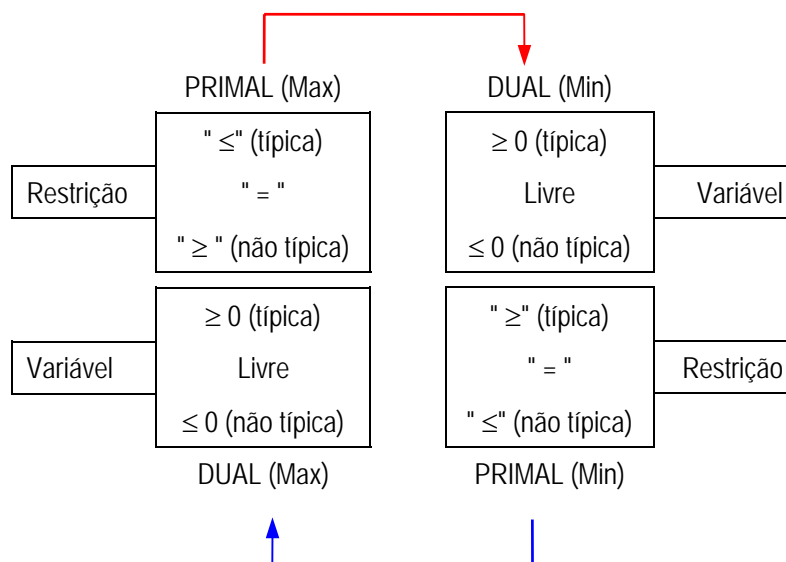 PRIMAL (Max) DUAL (Min)
" ≤" (típica) ≥ 0 (típica)
Restrição " = " Livre Variável
" ≥ " (não típica) ≤ 0 (não típica)
≥ 0 (típica) " ≥" (típica)
Variável Livre " = " Restrição
≤ 0 (não típica) " ≤" (não típica)
DUAL (Max) PRIMAL (Min)